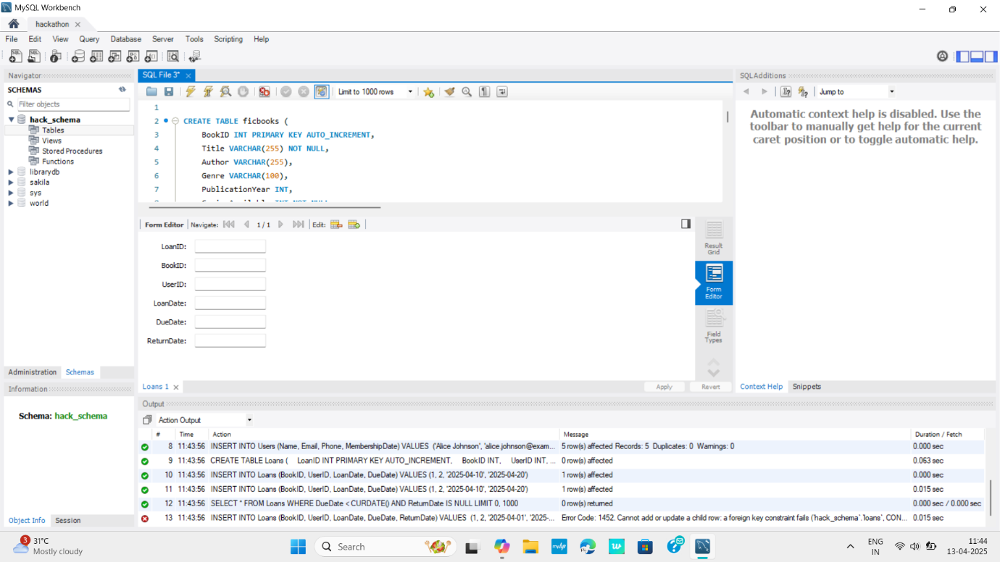 MySQL Workbench
hackathon
File Edit View Query Database Server Tools Scripting Help
Navigator
SCHEMAS
Filter objects
hack_schema
Tables
Views
Stored Procedures
Functions
librarydb
sakila
sys
world
Administration Schemas
Information
Schema: hack_schema
Object Info Session
SQL File 3*
Limit to 1000 rows
1
2 CREATE TABLE ficbooks (
3 BookID INT PRIMARY KEY AUTO_INCREMENT,
4 Title VARCHAR(255) NOT NULL,
5 Author VARCHAR(255),
6 Genre VARCHAR(100),
7 PublicationYear INT,
Form Editor Navigate: 1 / 1 Edit:
LoanID:
BookID:
UserID:
LoanDate:
DueDate:
ReturnDate:
Result Grid
Form Editor
Field Types
Loans 1
Apply Revert
SQLAdditions
Jump to
Automatic context help is disabled. Use the
toolbar to manually get help for the current
caret position or to toggle automatic help.
Context Help Snippets
Output
Action Output
# Time Action Message Duration / Fetch
8 11:43:56 INSERT INTO Users (Name, Email, Phone, MembershipDate) VALUES ('Alice Johnson', 'alice.johnson@exam... 5 row(s) affected Records: 5 Duplicates: 0 Warnings: 0 0.000 sec
9 11:43:56 CREATE TABLE Loans ( LoanID INT PRIMARY KEY AUTO_INCREMENT, BookID INT, UserID INT, ... 0 row(s) affected 0.063 sec
10 11:43:56 INSERT INTO Loans (BookID, UserID, LoanDate, DueDate) VALUES (1, 2, '2025-04-10', '2025-04-20') 1 row(s) affected 0.000 sec
11 11:43:56 INSERT INTO Loans (BookID, UserID, LoanDate, DueDate) VALUES (1, 2, '2025-04-10', '2025-04-20') 1 row(s) affected 0.015 sec
12 11:43:56 SELECT * FROM Loans WHERE DueDate < CURDATE() AND ReturnDate IS NULL LIMIT 0, 1000 0 row(s) returned 0.000 sec / 0.000 sec
13 11:43:56 INSERT INTO Loans (BookID, UserID, LoanDate, DueDate, ReturnDate) VALUES (1, 2, '2025-04-01', '2025-... Error Code: 1452. Cannot add or update a child row: a foreign key constraint fails (`hack_schema`.`loans`, CON... 0.015 sec
3
31°C
Mostly cloudy
Search
myhp
w
ENG
IN
11:44
13-04-2025